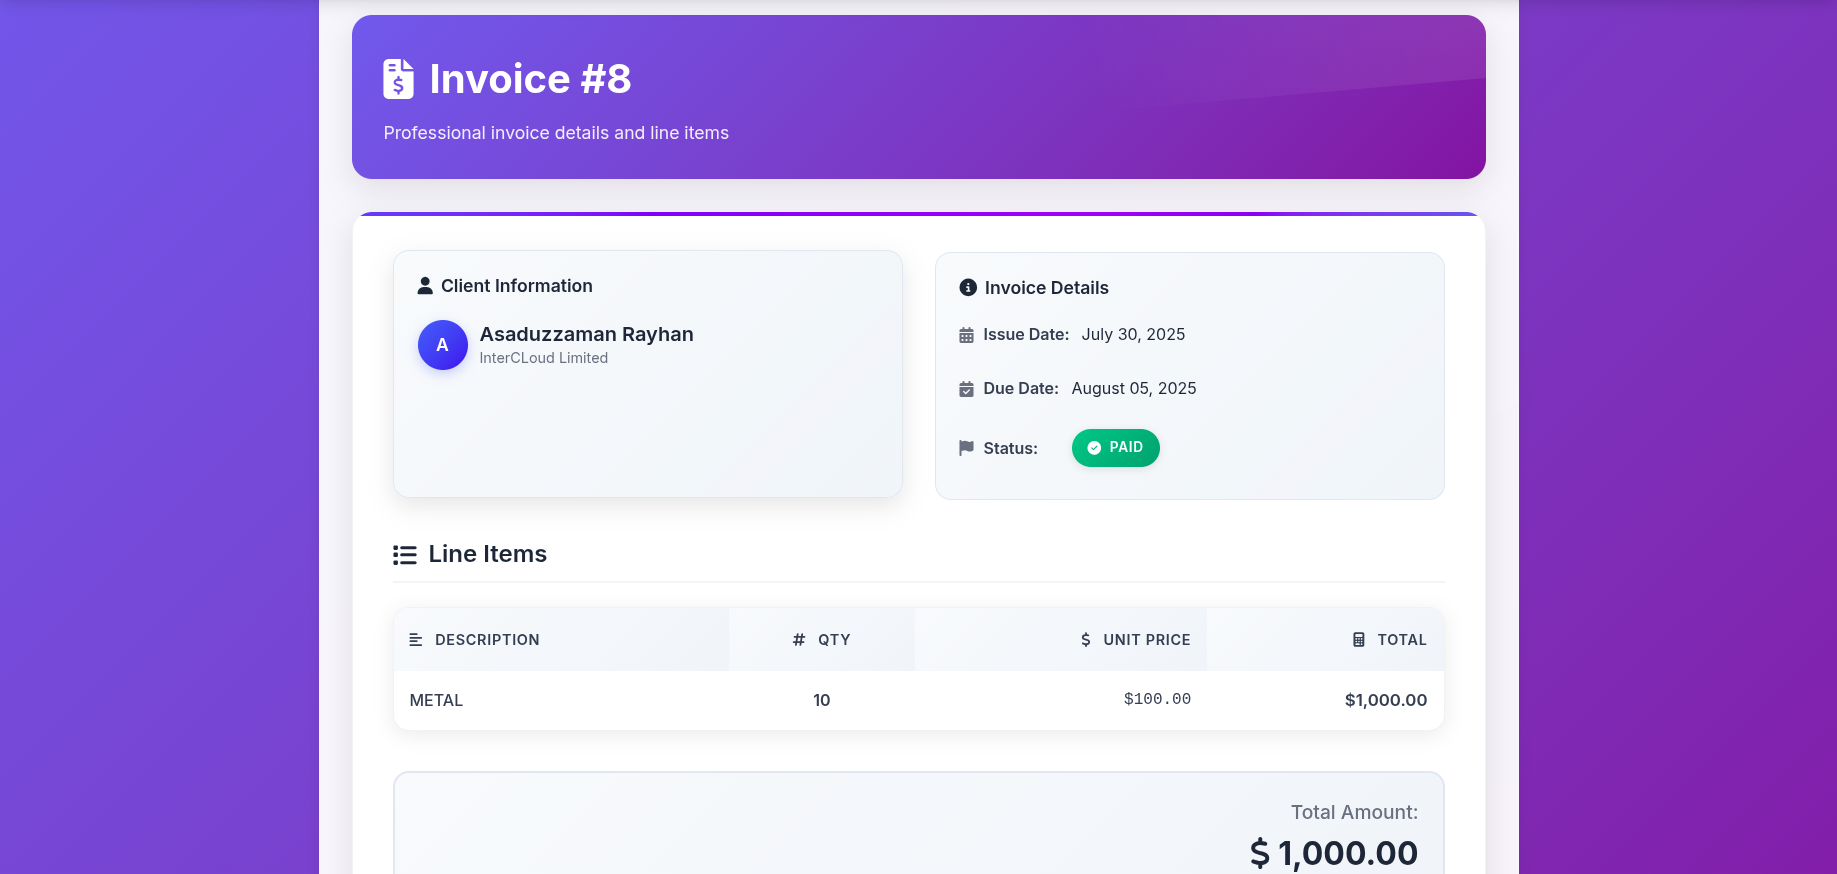 Invoice #8
Professional invoice details and line items
Client Information
A
Asaduzzaman Rayhan
InterCLoud Limited
Invoice Details
Issue Date: July 30, 2025
Due Date: August 05, 2025
Status: PAID
Line Items
DESCRIPTION # QTY $ UNIT PRICE TOTAL
METAL 10 $100.00 $1,000.00
Total Amount:
$ 1,000.00